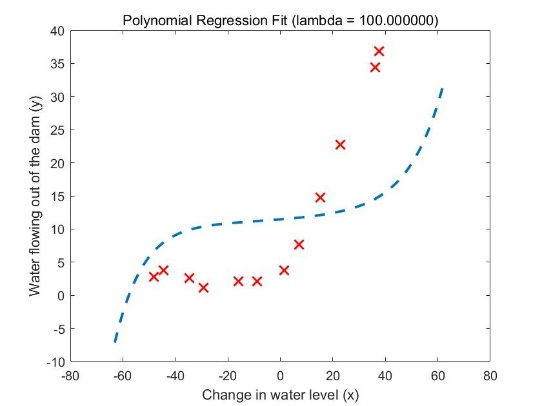 Polynomial Regression Fit (lambda = 100.000000)
40
35
30
25
20
15
10
5
0
-5
-10
Water flowing out of the dam (y)
-80 -60 -40 -20 0 20 40 60 80
Change in water level (x)